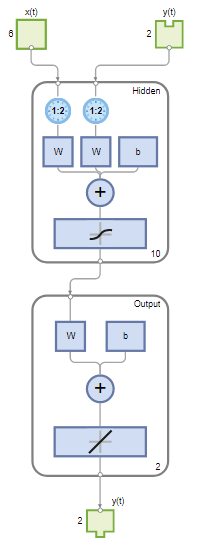 x(t) y(t)
6 2
Hidden
1:2 1:2
W W b
+
10
Output
W b
+
2
y(t)
2